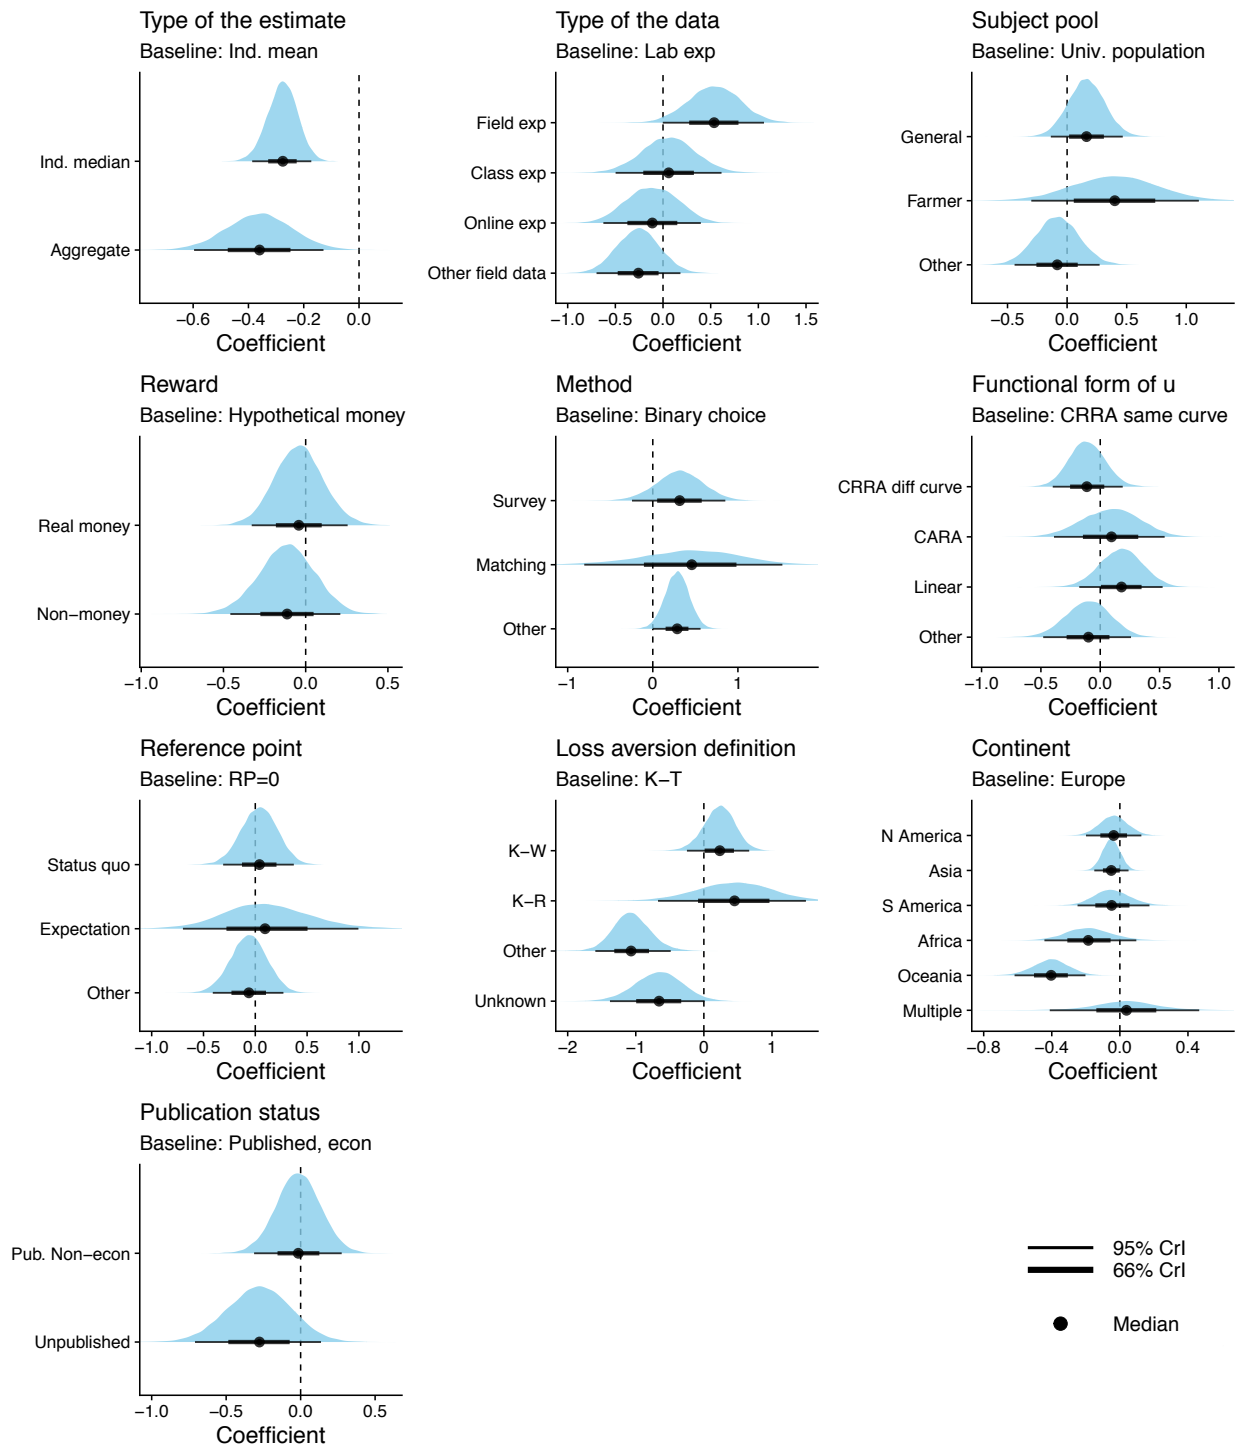 Type of the estimate
Baseline: Ind. mean
Ind. median
Aggregate
−0.6 −0.4 −0.2 0.0
Coefficient
Type of the data
Baseline: Lab exp
Field exp
Class exp
Online exp
Other field data
−1.0 −0.5 0.0 0.5 1.0 1.5
Coefficient
Subject pool
Baseline: Univ. population
General
Farmer
Other
−0.5 0.0 0.5 1.0
Coefficient
Reward
Baseline: Hypothetical money
Real money
Non−money
−1.0 −0.5 0.0 0.5
Coefficient
Method
Baseline: Binary choice
Survey
Matching
Other
−1 0 1
Coefficient
Functional form of u
Baseline: CRRA same curve
CRRA diff curve
CARA
Linear
Other
−1.0 −0.5 0.0 0.5 1.0
Coefficient
Reference point
Baseline: RP=0
Status quo
Expectation
Other
−1.0 −0.5 0.0 0.5 1.0
Coefficient
Loss aversion definition
Baseline: K−T
K−W
K−R
Other
Unknown
−2 −1 0 1
Coefficient
Continent
Baseline: Europe
N America
Asia
S America
Africa
Oceania
Multiple
−0.8 −0.4 0.0 0.4
Coefficient
Publication status
Baseline: Published, econ
Pub. Non−econ
Unpublished
−1.0 −0.5 0.0 0.5
Coefficient
95% CrI
66% CrI
Median